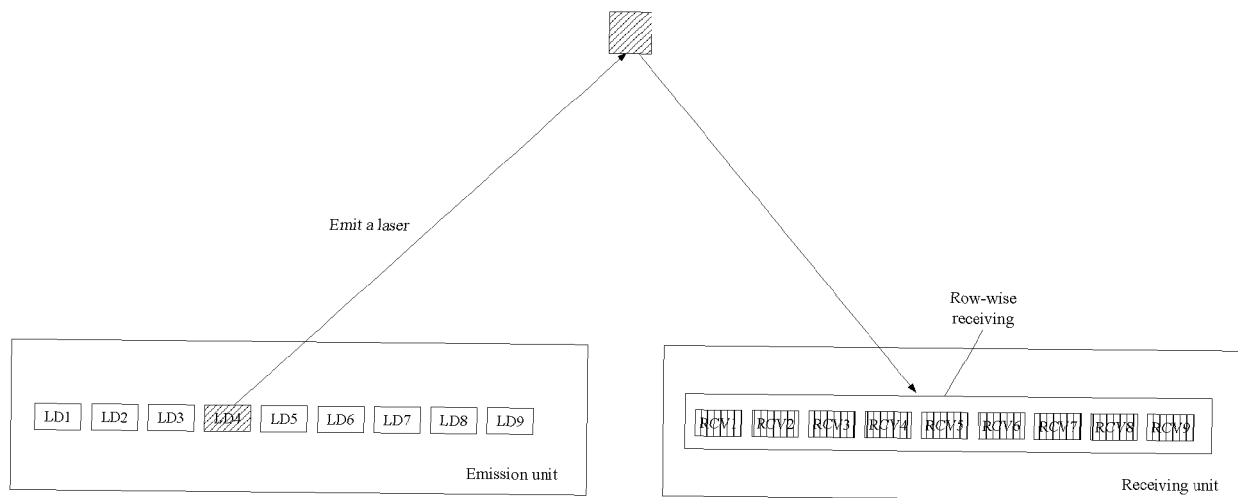 Emit a laser
Row-wise
receiving
LD1 LD2 LD3 LD4 LD5 LD6 LD7 LD8 LD9
Emission unit
RCV1 RCV2 RCV3 RCV4 RCV5 RCV6 RCV7 RCV8 RCV9
Receiving unit